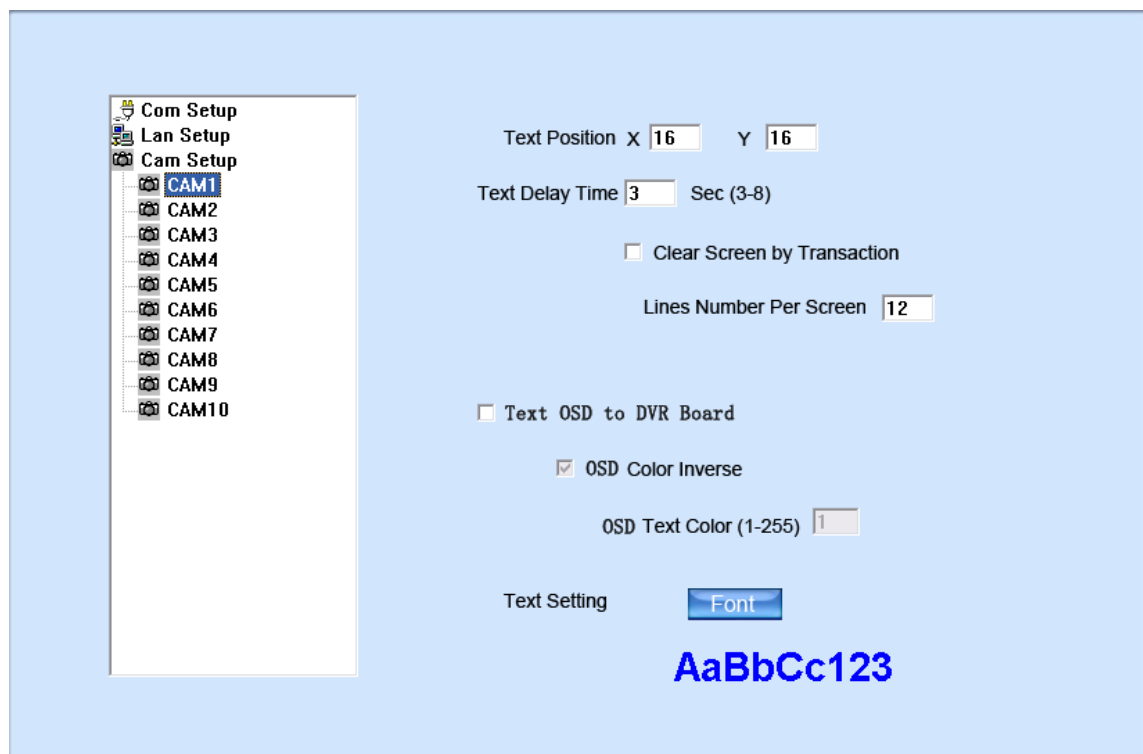 Com Setup
Lan Setup
Cam Setup
CAM1
CAM2
CAM3
CAM4
CAM5
CAM6
CAM7
CAM8
CAM9
CAM10
Text Position X 16 Y 16
Text Delay Time 3 Sec (3-8)
Clear Screen by Transaction
Lines Number Per Screen 12
Text OSD to DVR Board
OSD Color Inverse
OSD Text Color (1-255) 1
Text Setting Font
AaBbCc123